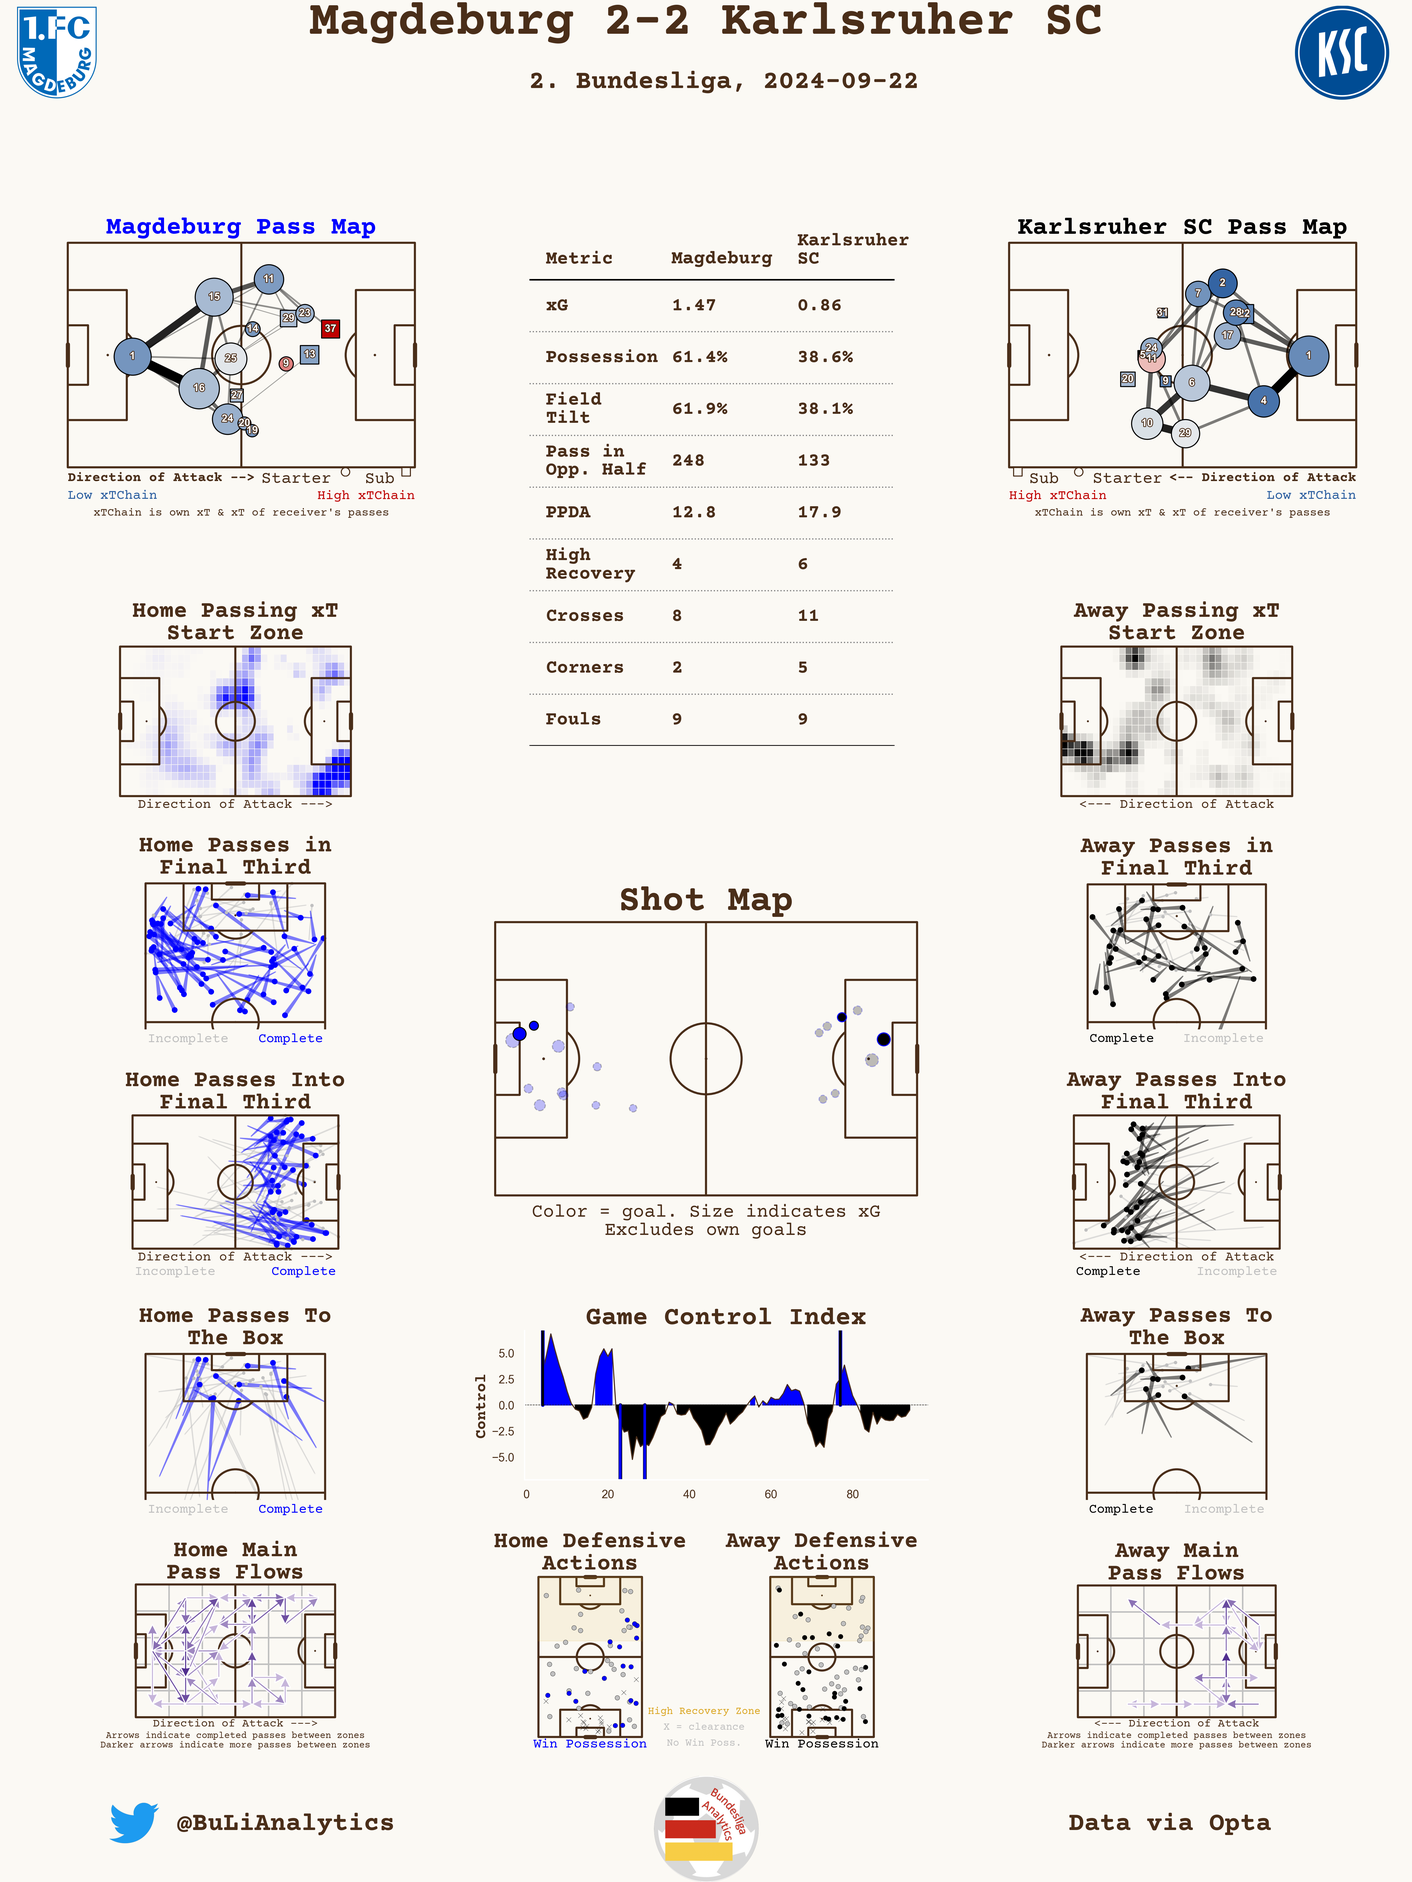 Magdeburg 2-2 Karlsruher SC
2. Bundesliga, 2024-09-22
1.FC
MAGDEBURG
KSC
Magdeburg Pass Map
1
15
16
11
14
25
24
27
20
19
29
23
9
13
37
Direction of Attack --> Starter Sub
Low xTChain High xTChain
xTChain is own xT & xT of receiver's passes
Metric Magdeburg Karlsruher SC
xG 1.47 0.86
Possession 61.4% 38.6%
Field Tilt 61.9% 38.1%
Pass in Opp. Half 248 133
PPDA 12.8 17.9
High Recovery 4 6
Crosses 8 11
Corners 2 5
Fouls 9 9
Karlsruher SC Pass Map
2
7
31
28
17
24
11
1
20
9
6
4
10
29
Sub Starter <-- Direction of Attack
High xTChain Low xTChain
xTChain is own xT & xT of receiver's passes
Home Passing xT
Start Zone
Direction of Attack --->
Away Passing xT
Start Zone
<--- Direction of Attack
Home Passes in
Final Third
Incomplete Complete
Away Passes in
Final Third
Complete Incomplete
Shot Map
Color = goal. Size indicates xG
Excludes own goals
Home Passes Into
Final Third
Direction of Attack --->
Incomplete Complete
Away Passes Into
Final Third
<--- Direction of Attack
Complete Incomplete
Home Passes To
The Box
Incomplete Complete
Game Control Index
Control
5.0
2.5
0.0
−2.5
−5.0
0 20 40 60 80
Away Passes To
The Box
Complete Incomplete
Home Main
Pass Flows
Direction of Attack --->
Arrows indicate completed passes between zones
Darker arrows indicate more passes between zones
Home Defensive
Actions
Win Possession
High Recovery Zone
X = clearance
No Win Poss.
Away Defensive
Actions
Win Possession
Away Main
Pass Flows
<--- Direction of Attack
Arrows indicate completed passes between zones
Darker arrows indicate more passes between zones
@BuLiAnalytics
Bundesliga
Analytics
Data via Opta